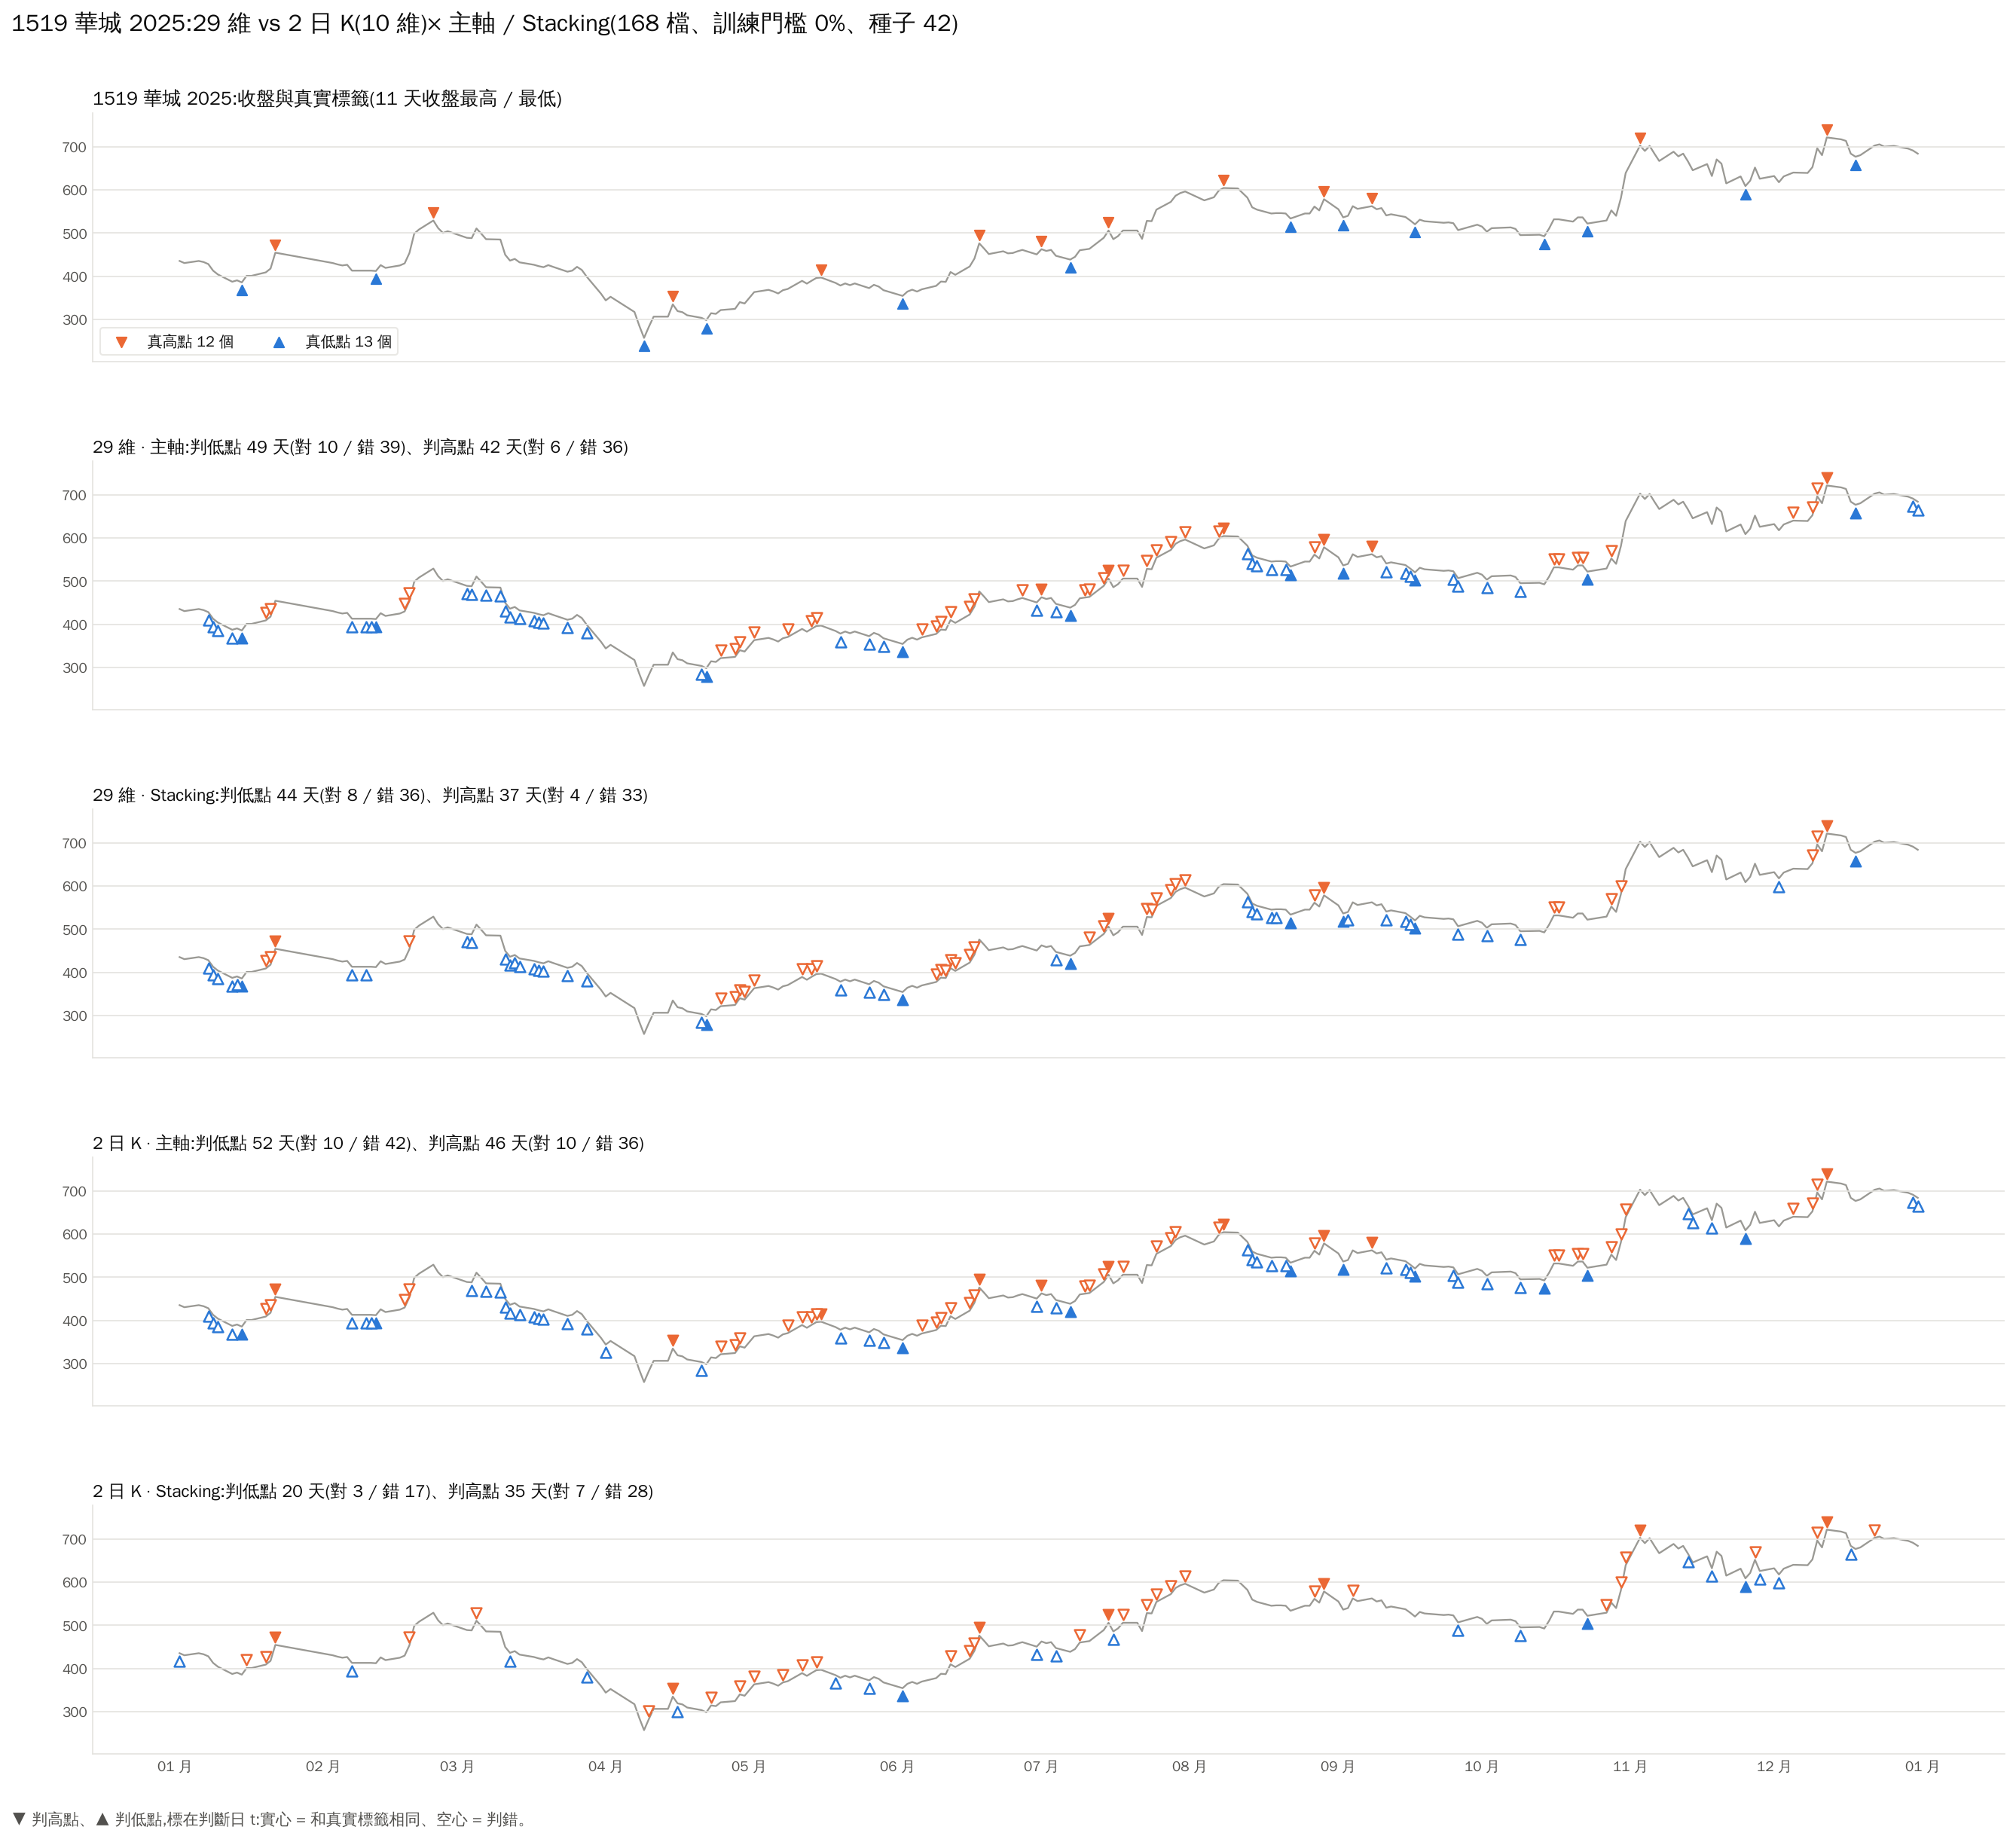 1519 華城 2025:29 維 vs 2 日 K(10 維)× 主軸 / Stacking(168 檔、訓練門檻 0%、種子 42)
1519 華城 2025:收盤與真實標籤(11 天收盤最高 / 最低)
700
600
500
400
300
真高點 12 個
真低點 13 個
29 維 · 主軸:判低點 49 天(對 10 / 錯 39)、判高點 42 天(對 6 / 錯 36)
700
600
500
400
300
29 維 · Stacking:判低點 44 天(對 8 / 錯 36)、判高點 37 天(對 4 / 錯 33)
700
600
500
400
300
2 日 K · 主軸:判低點 52 天(對 10 / 錯 42)、判高點 46 天(對 10 / 錯 36)
700
600
500
400
300
2 日 K · Stacking:判低點 20 天(對 3 / 錯 17)、判高點 35 天(對 7 / 錯 28)
700
600
500
400
300
01 月 02 月 03 月 04 月 05 月 06 月 07 月 08 月 09 月 10 月 11 月 12 月 01 月
▼ 判高點、▲ 判低點,標在判斷日 t:實心 = 和真實標籤相同、空心 = 判錯。